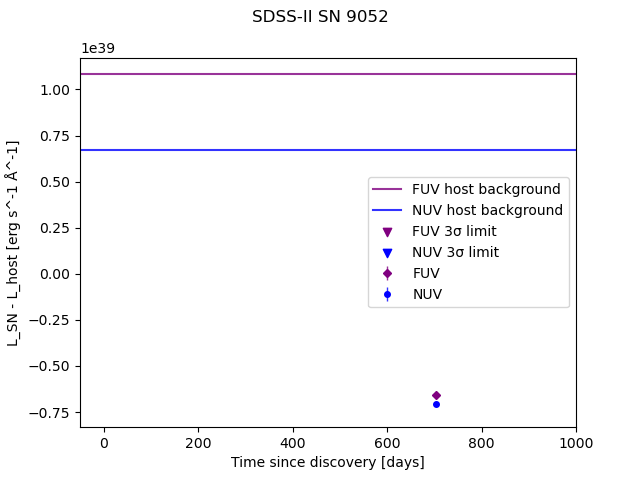 SDSS-II SN 9052
1e39
L_SN - L_host [erg s^-1 Å^-1]
1.00
0.75
0.50
0.25
0.00
−0.25
−0.50
−0.75
FUV host background
NUV host background
FUV 3σ limit
NUV 3σ limit
FUV
NUV
0 200 400 600 800 1000
Time since discovery [days]